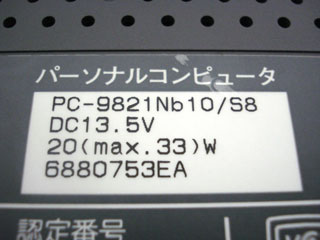 パーソナルコンピュータ
PC-9821Nb10/S8
DC13.5V
20(max.33)W
6880753EA
認定番号